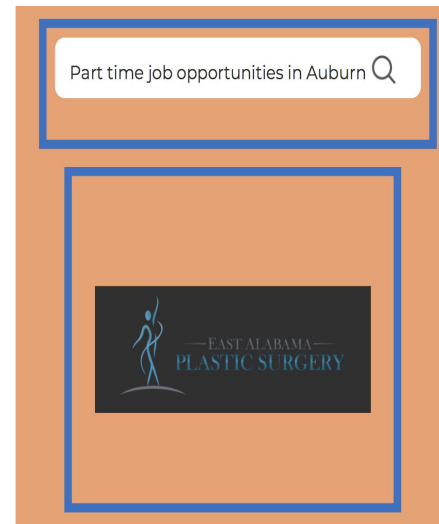 Part time job opportunities in Auburn
EAST ALABAMA
PLASTIC SURGERY